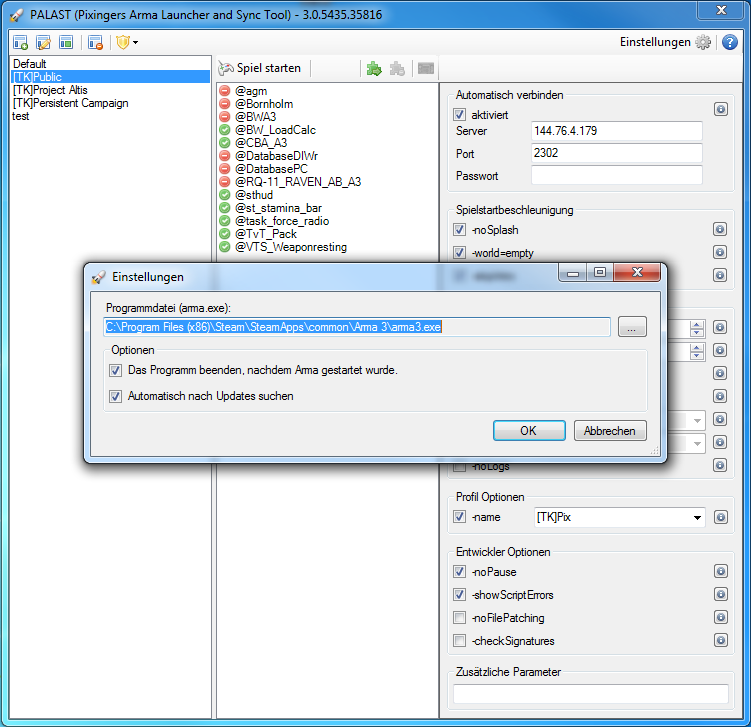 PALAST (Pixingers Arma Launcher and Sync Tool) - 3.0.5435.35816
Einstellungen
Default
[TK]Public
[TK]Project Altis
[TK]Persistent Campaign
test
Spiel starten
@agm
@Bornholm
@BWA3
@BW_LoadCalc
@CBA_A3
@DatabaseDIWr
@DatabasePC
@RQ-11_RAVEN_AB_A3
@sthud
@st_stamina_bar
@task_force_radio
@TvT_Pack
@VTS_Weaponresting
Automatisch verbinden
aktiviert
Server 144.76.4.179
Port 2302
Passwort
Spielstartbeschleunigung
-noSplash
-world=empty
Einstellungen
Programmdatei (arma.exe):
C:\Program Files (x86)\Steam\SteamApps\common\Arma 3\arma3.exe
...
Optionen
Das Programm beenden, nachdem Arma gestartet wurde.
Automatisch nach Updates suchen
OK Abbrechen
-noLogs
Profil Optionen
-name [TK]Pix
Entwickler Optionen
-noPause
-showScriptErrors
-noFilePatching
-checkSignatures
Zusätzliche Parameter